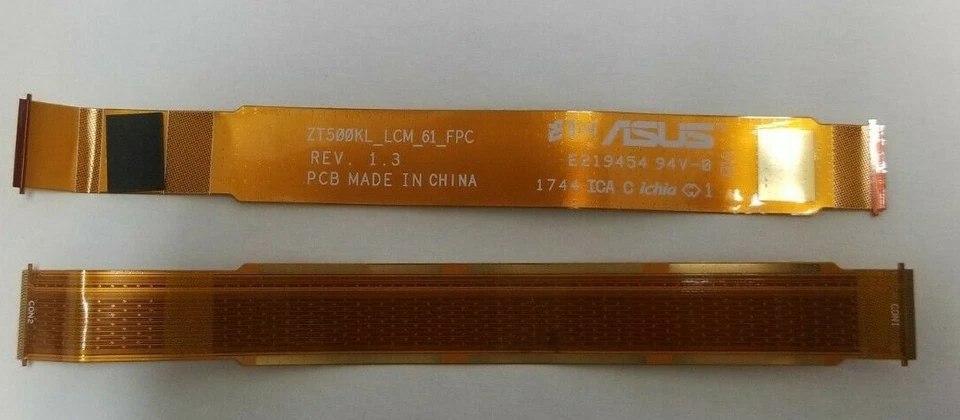 ZT500KL_LCM_61_FPC
REV. 1.3
PCB MADE IN CHINA
ASUS
E219454 94V-0
1744 ICA C ichia 1
CON2
CON1